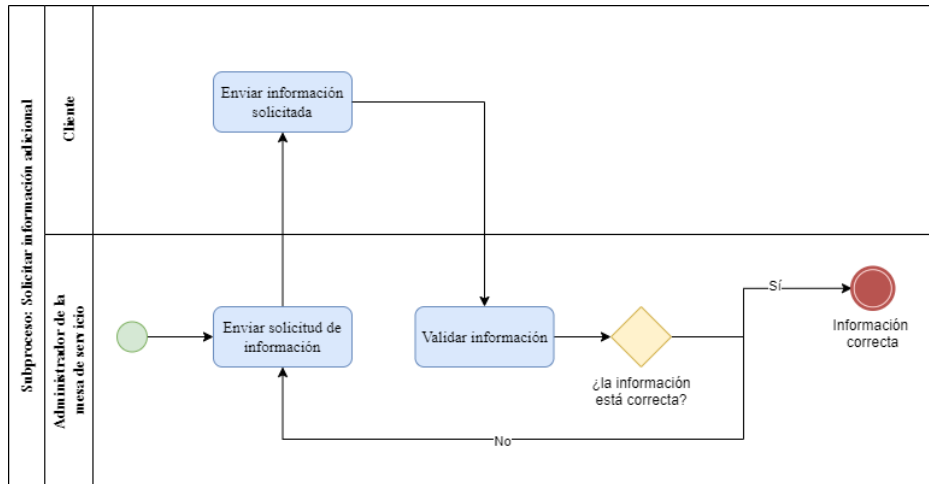 Subproceso: Solicitar información adicional
Cliente
Enviar información
solicitada
Administrador de la
mesa de servicio
Enviar solicitud de
información
Validar información
¿la información
está correcta?
Sí
No
Información
correcta